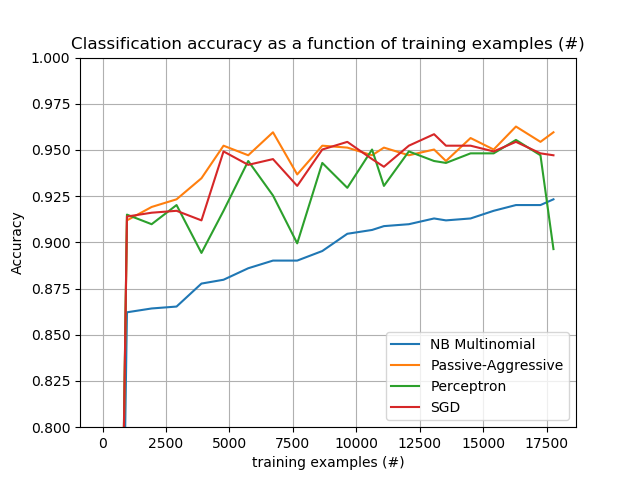 Classification accuracy as a function of training examples (#)
1.000
0.975
0.950
0.925
0.900
0.875
0.850
0.825
0.800
Accuracy
NB Multinomial
Passive-Aggressive
Perceptron
SGD
0 2500 5000 7500 10000 12500 15000 17500
training examples (#)